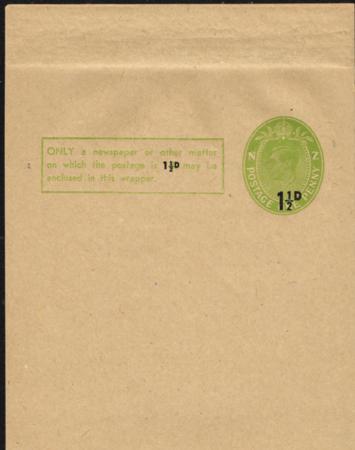 ONLY a newspaper or other matter
on which the postage is 1½D may be
enclosed in this wrapper.
N Z
POSTAGE PENNY
1½D